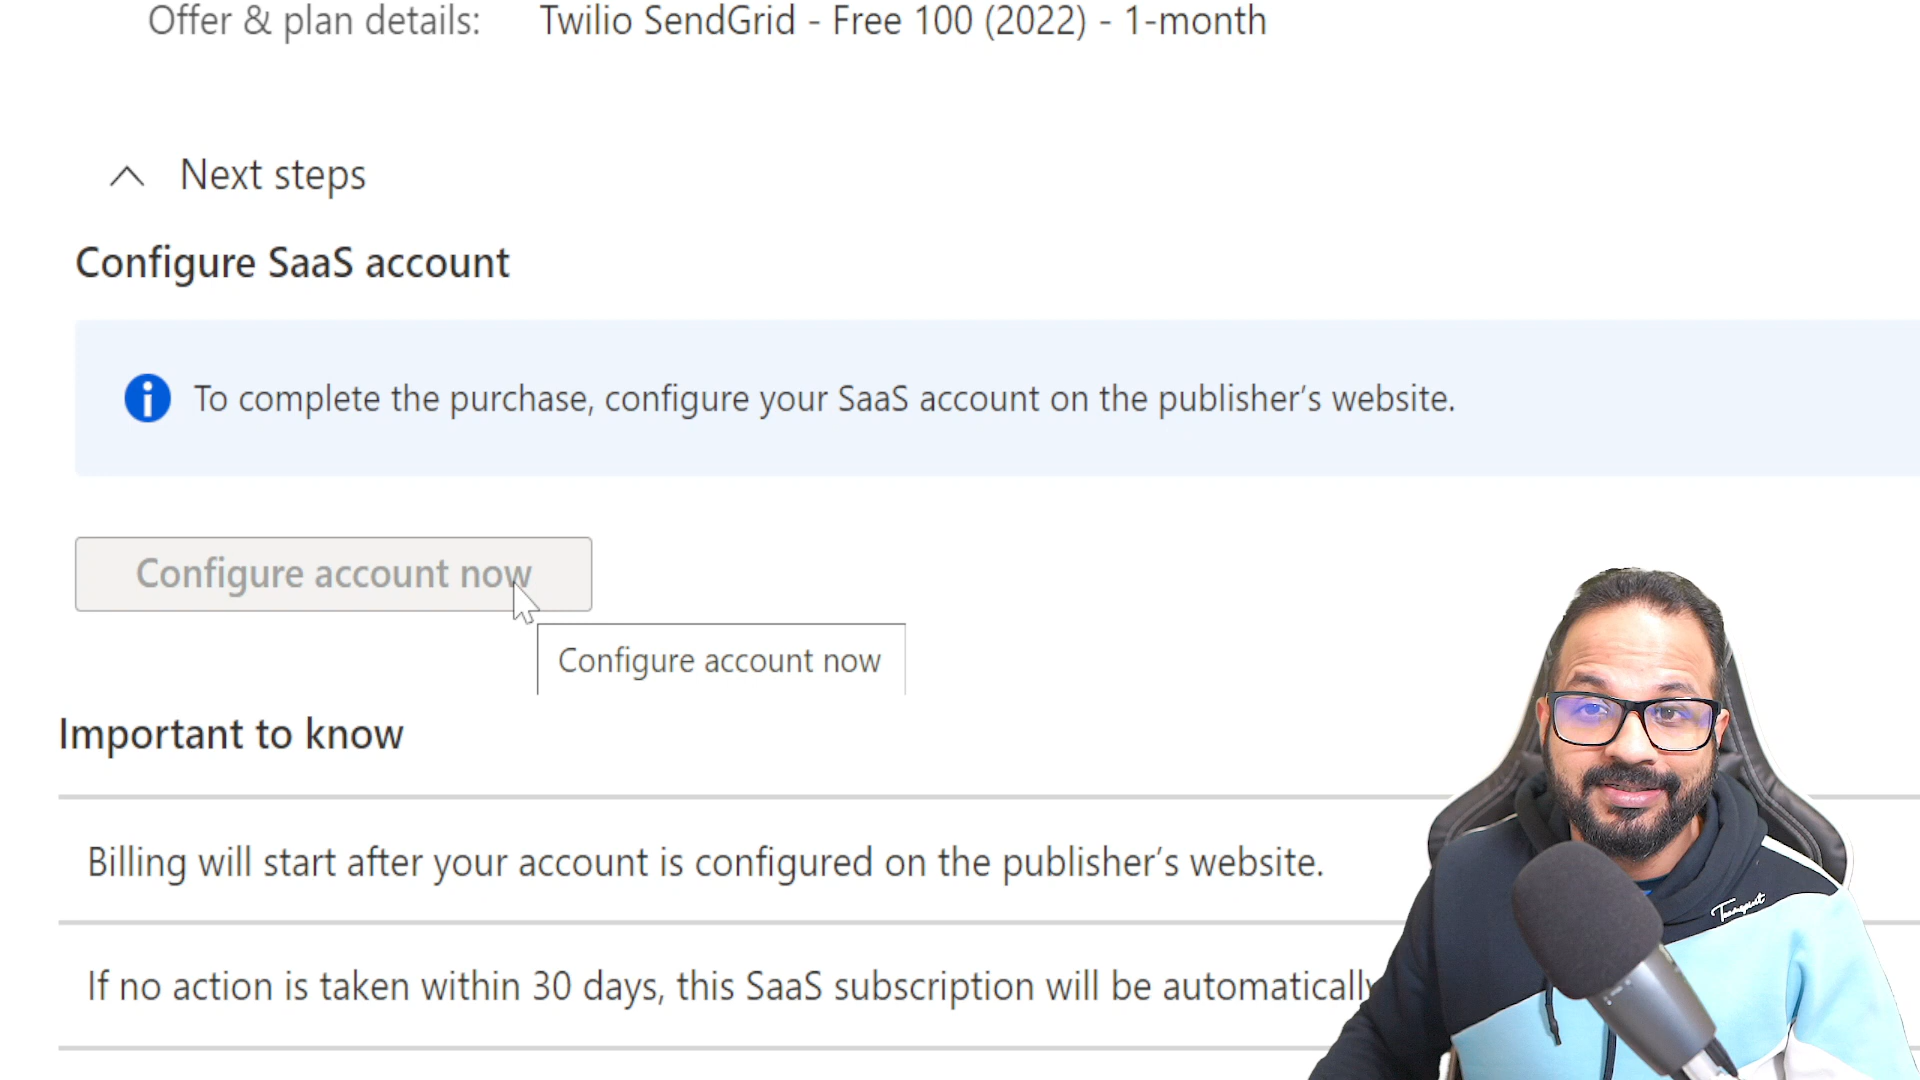 Offer & plan details: Twilio SendGrid - Free 100 (2022) - 1-month
Next steps
Configure SaaS account
To complete the purchase, configure your SaaS account on the publisher’s website.
Configure account now
Configure account now
Important to know
Billing will start after your account is configured on the publisher’s website.
If no action is taken within 30 days, this SaaS subscription will be automatically